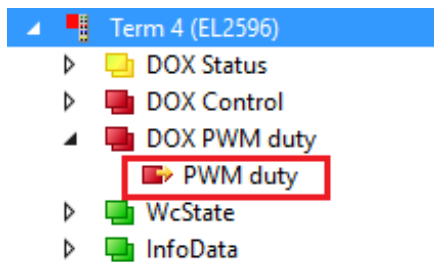 Term 4 (EL2596)
DOX Status
DOX Control
DOX PWM duty
PWM duty
WcState
InfoData